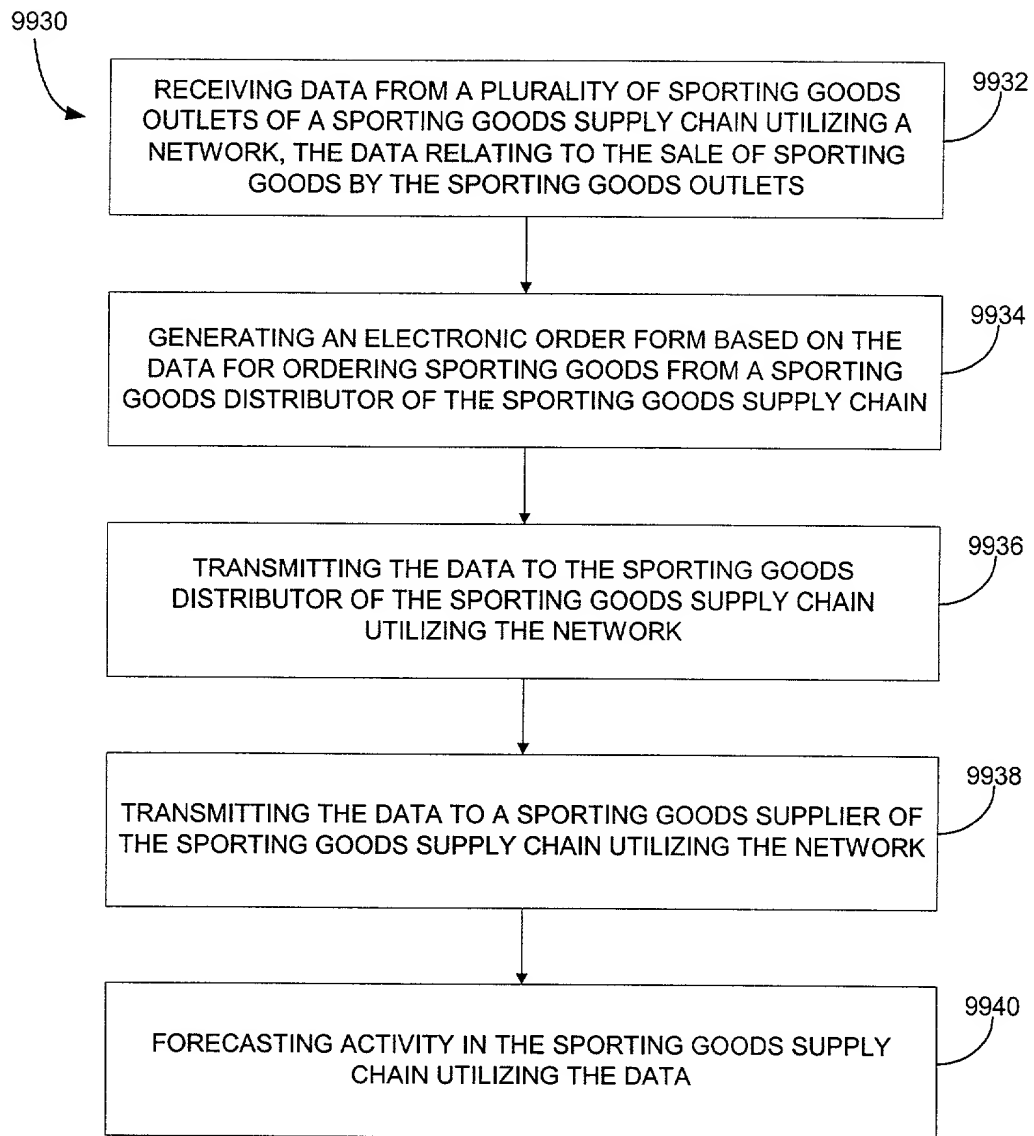 9930
RECEIVING DATA FROM A PLURALITY OF SPORTING GOODS
OUTLETS OF A SPORTING GOODS SUPPLY CHAIN UTILIZING A
NETWORK, THE DATA RELATING TO THE SALE OF SPORTING
GOODS BY THE SPORTING GOODS OUTLETS
9932
GENERATING AN ELECTRONIC ORDER FORM BASED ON THE
DATA FOR ORDERING SPORTING GOODS FROM A SPORTING
GOODS DISTRIBUTOR OF THE SPORTING GOODS SUPPLY CHAIN
9934
TRANSMITTING THE DATA TO THE SPORTING GOODS
DISTRIBUTOR OF THE SPORTING GOODS SUPPLY CHAIN
UTILIZING THE NETWORK
9936
TRANSMITTING THE DATA TO A SPORTING GOODS SUPPLIER OF
THE SPORTING GOODS SUPPLY CHAIN UTILIZING THE NETWORK
9938
FORECASTING ACTIVITY IN THE SPORTING GOODS SUPPLY
CHAIN UTILIZING THE DATA
9940